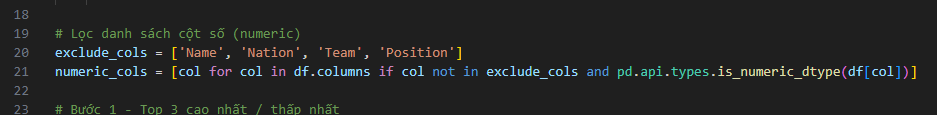 18
19 # Lọc danh sách cột số (numeric)
20 exclude_cols = ['Name', 'Nation', 'Team', 'Position']
21 numeric_cols = [col for col in df.columns if col not in exclude_cols and pd.api.types.is_numeric_dtype(df[col])]
22
23 # Bước 1 - Top 3 cao nhất / thấp nhất